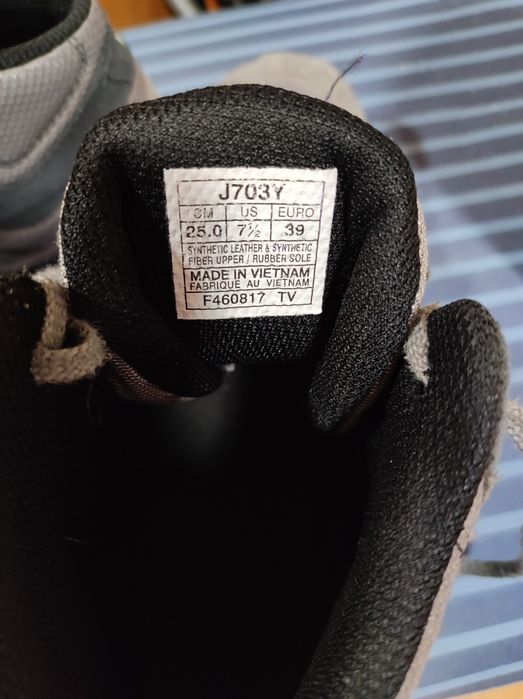 J703Y
CM US EURO
25.0 7½ 39
SYNTHETIC LEATHER & SYNTHETIC
FIBER UPPER / RUBBER SOLE
MADE IN VIETNAM
FABRIQUE AU VIETNAM
F460817 TV